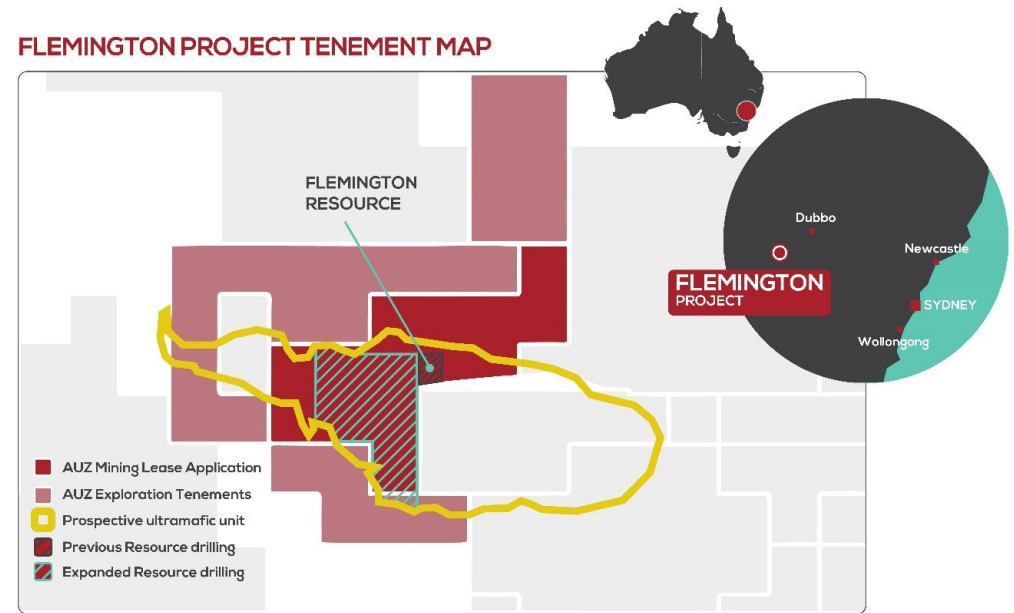 FLEMINGTON PROJECT TENEMENT MAP
FLEMINGTON
RESOURCE
Dubbo
Newcastle
FLEMINGTON
PROJECT
SYDNEY
Wollongong
AUZ Mining Lease Application
AUZ Exploration Tenements
Prospective ultramafic unit
Previous Resource drilling
Expanded Resource drilling